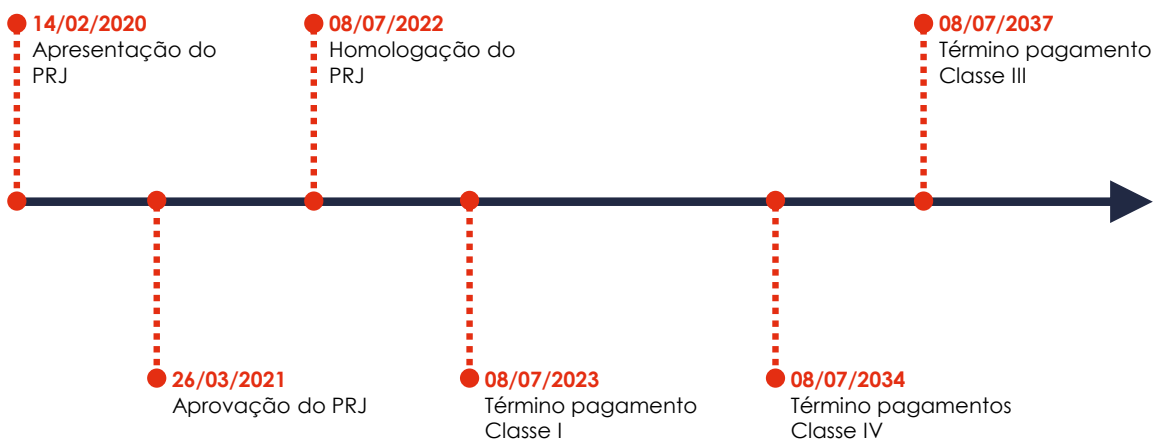 14/02/2020
Apresentação do
PRJ
08/07/2022
Homologação do
PRJ
08/07/2037
Término pagamento
Classe III
26/03/2021
Aprovação do PRJ
08/07/2023
Término pagamento
Classe I
08/07/2034
Término pagamentos
Classe IV